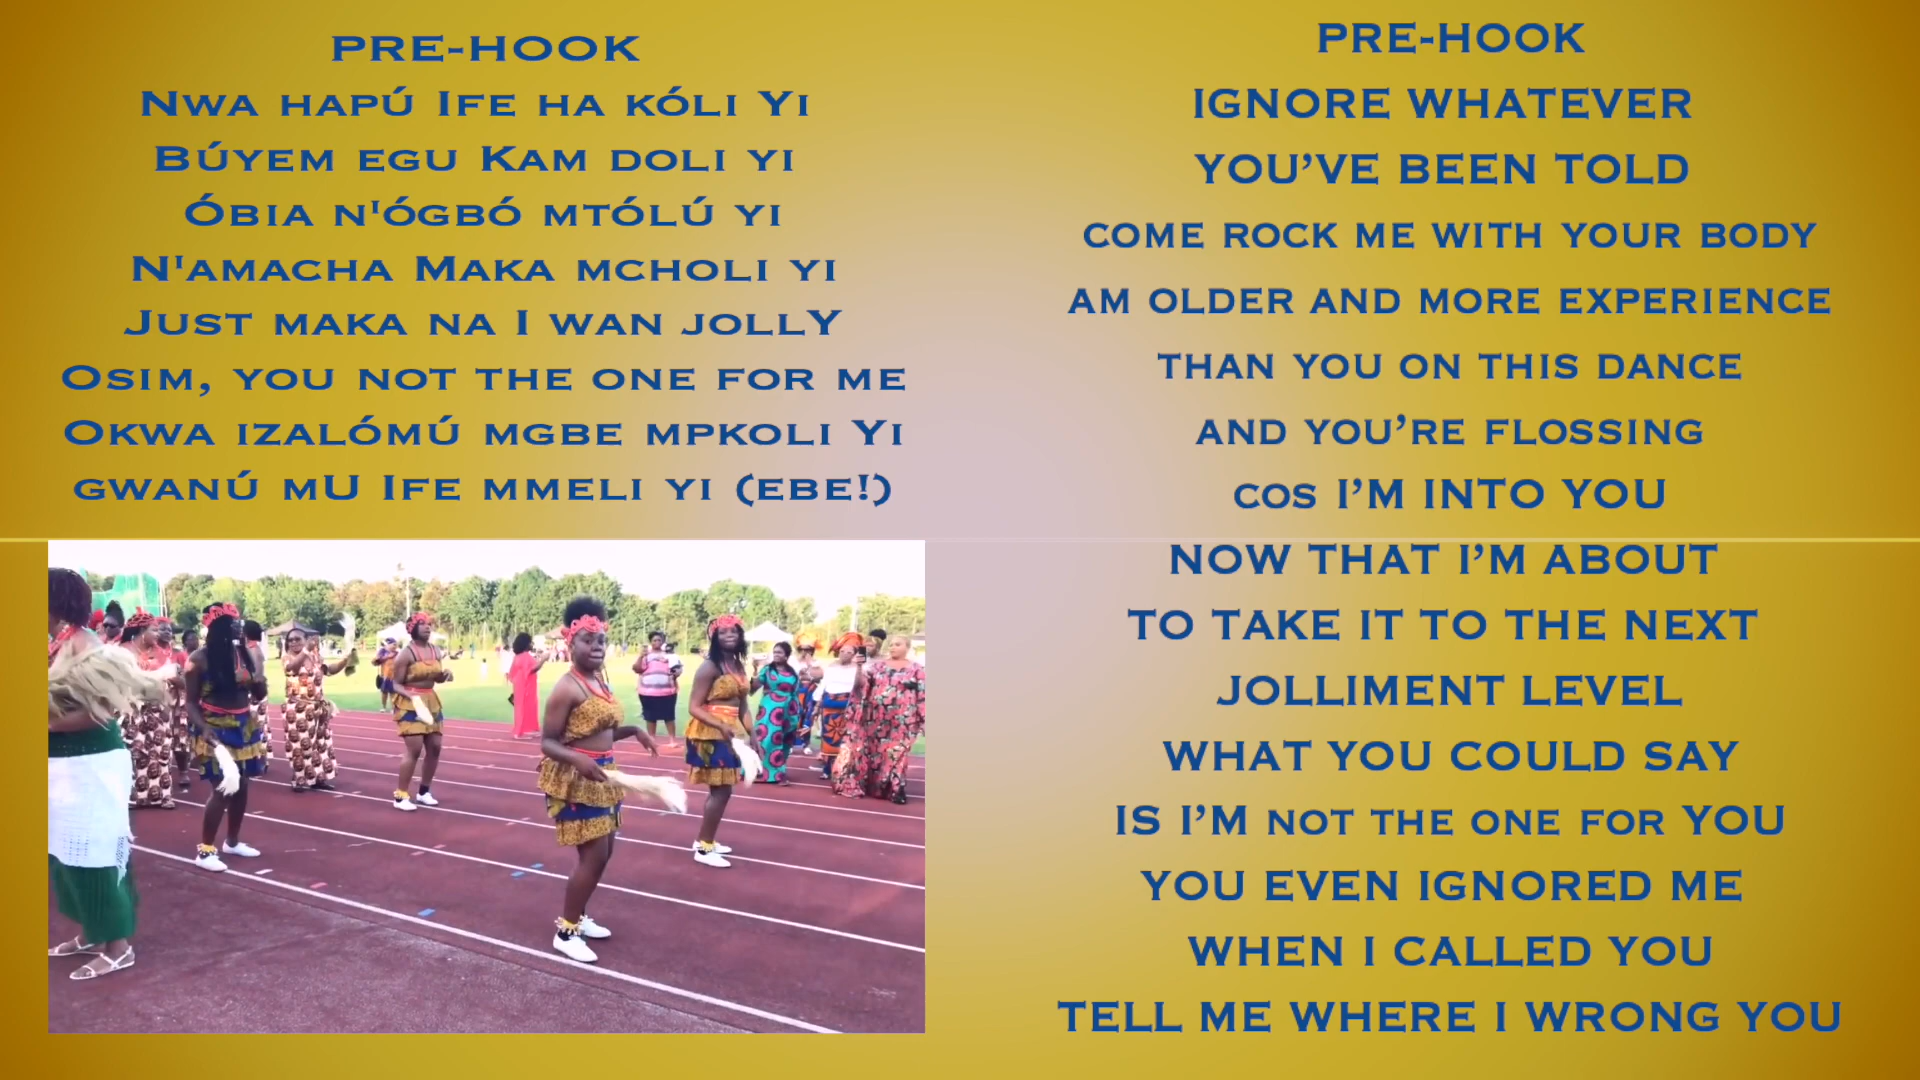 PRE-HOOK
NWA HAPÚ IFE HA KÓLI YI
BÚYEM EGU KAM DOLI YI
ÓBIA N'ÓGBÓ MTÓLÚ YI
N'AMACHA MAKA MCHOLI YI
JUST MAKA NA I WAN JOLLY
OSIM, YOU NOT THE ONE FOR ME
OKWA IZALÓMÚ MGBE MPKOLI YI
GWANÚ MU IFE MMELI YI (EBE!)
PRE-HOOK
IGNORE WHATEVER
YOU’VE BEEN TOLD
COME ROCK ME WITH YOUR BODY
AM OLDER AND MORE EXPERIENCE
THAN YOU ON THIS DANCE
AND YOU’RE FLOSSING
COS I’M INTO YOU
NOW THAT I’M ABOUT
TO TAKE IT TO THE NEXT
JOLLIMENT LEVEL
WHAT YOU COULD SAY
IS I’M NOT THE ONE FOR YOU
YOU EVEN IGNORED ME
WHEN I CALLED YOU
TELL ME WHERE I WRONG YOU